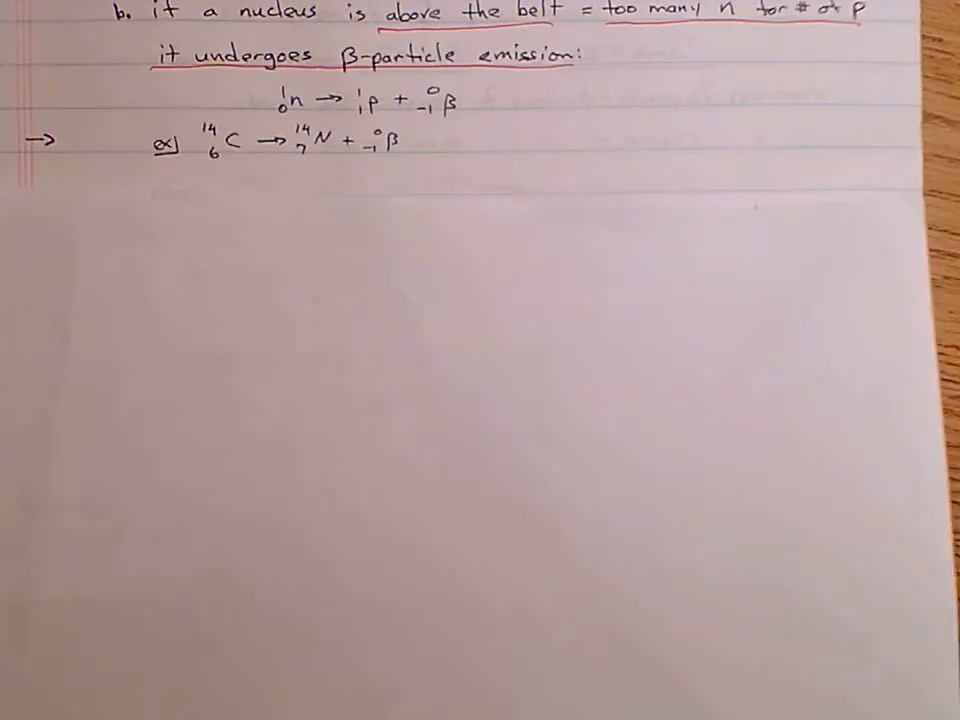 b. if a nucleus is above the belt = too many n for # of p
it undergoes β-particle emission:
¹₀n → ¹₁p + ⁰₋₁β
→ ex] ¹⁴₆C → ¹⁴₇N + ⁰₋₁β